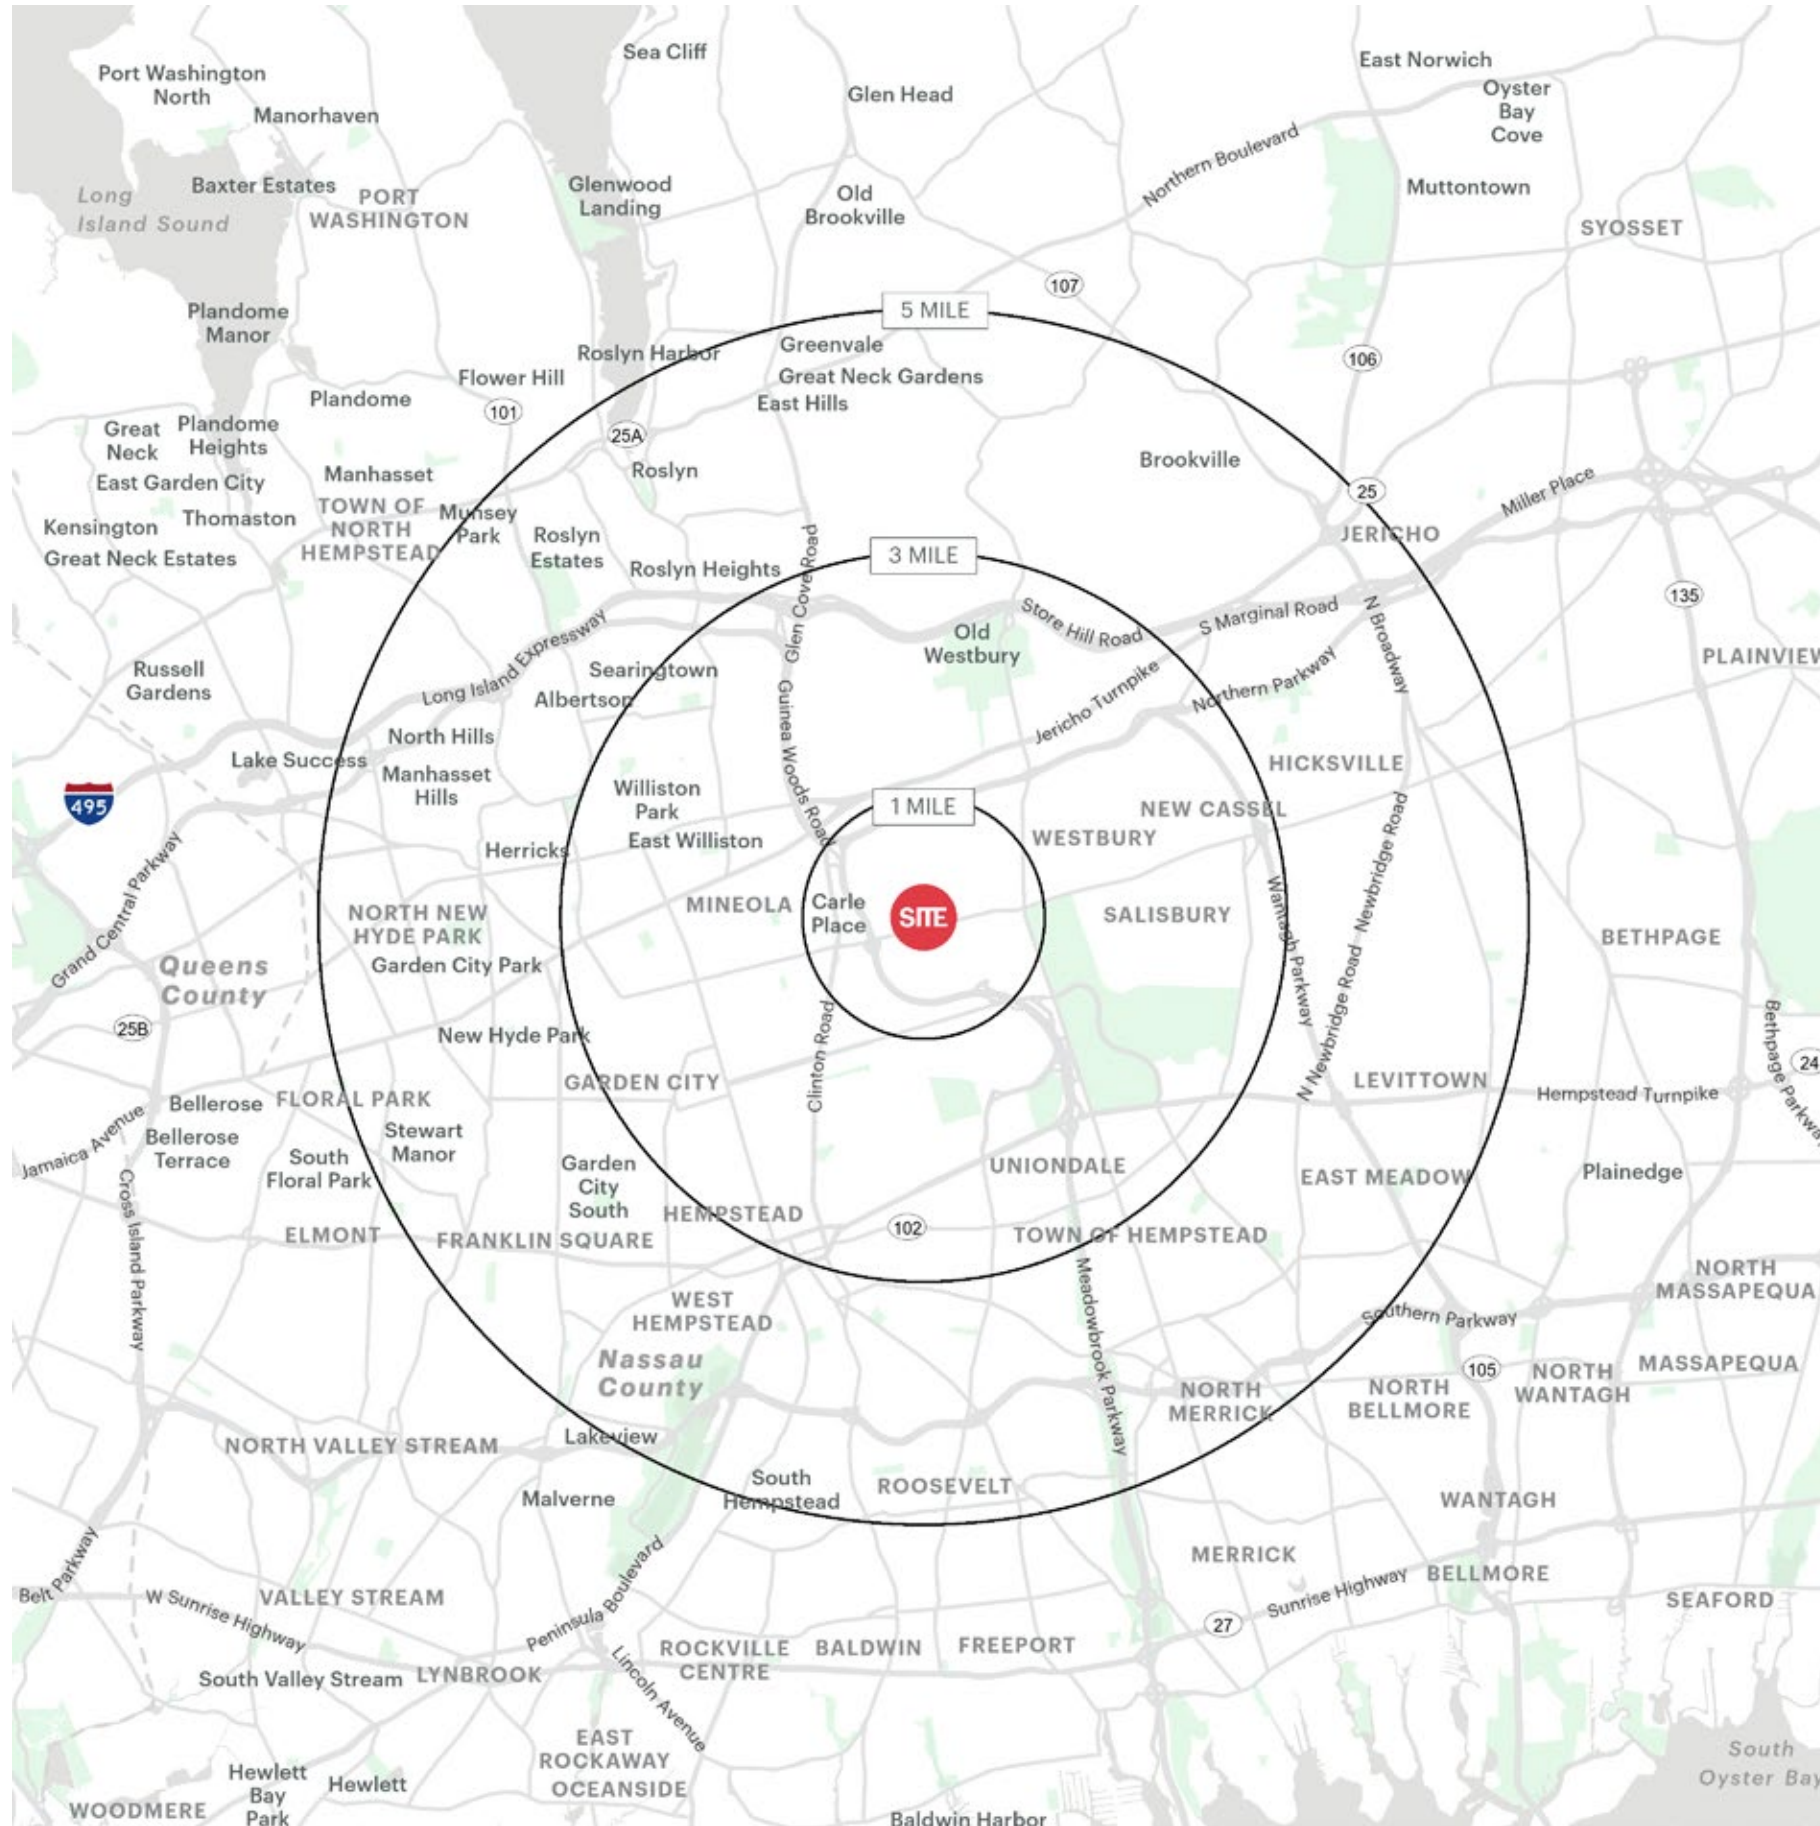 Sea Cliff
East Norwich
Port Washington
North
Glen Head
Oyster
Bay
Cove
Manorhaven
Northern Boulevard
Baxter Estates
PORT
WASHINGTON
Glenwood
Landing
Old
Brookville
Muttontown
Long
Island Sound
SYOSSET
107
5 MILE
Plandome
Manor
Greenvale
Roslyn Harbor
106
Flower Hill
Great Neck Gardens
Plandome
East Hills
101
Great
Neck
Plandome
Heights
25A
Brookville
Manhasset
Roslyn
East Garden City
25
Miller Place
TOWN OF
NORTH
HEMPSTEAD
Munsey
Park
Kensington
Thomaston
Roslyn
Estates
JERICHO
Great Neck Estates
3 MILE
Roslyn Heights
Glen Cove Road
135
Store Hill Road
S Marginal Road
N Broadway
Old
Westbury
Long Island Expressway
PLAINVIEW
Russell
Gardens
Searingtown
Albertson
Jericho Turnpike
Northern Parkway
Guinea Woods Road
North Hills
Lake Success
HICKSVILLE
Manhasset
Hills
Williston
Park
495
1 MILE
NEW CASSEL
WESTBURY
East Williston
Herricks
Newbridge Road
Grand Central Parkway
MINEOLA
Carle
Place
SITE
SALISBURY
NORTH NEW
HYDE PARK
Wantagh Parkway
BETHPAGE
Garden City Park
Queens
County
25B
New Hyde Park
Clinton Road
N Newbridge Road
Bethpage Parkway
24
GARDEN CITY
LEVITTOWN
Hempstead Turnpike
Bellerose
FLORAL PARK
Jamaica Avenue
Bellerose
Terrace
Stewart
Manor
South
Floral Park
Garden
City
South
UNIONDALE
EAST MEADOW
Plainedge
Cross Island Parkway
HEMPSTEAD
102
ELMONT
FRANKLIN SQUARE
TOWN OF HEMPSTEAD
NORTH
MASSAPEQUA
WEST
HEMPSTEAD
Meadowbrook Parkway
Southern Parkway
Nassau
County
105
MASSAPEQUA
NORTH
MERRICK
NORTH
BELLMORE
NORTH
WANTAGH
NORTH VALLEY STREAM
Lakeview
South
Hempstead
ROOSEVELT
Malverne
WANTAGH
MERRICK
BELLMORE
Belt Parkway
W Sunrise Highway
VALLEY STREAM
Peninsula Boulevard
Sunrise Highway
27
SEAFORD
ROCKVILLE
CENTRE
BALDWIN
FREEPORT
South Valley Stream
LYNBROOK
Lincoln Avenue
EAST
ROCKAWAY
OCEANSIDE
South
Oyster Bay
Hewlett
Bay
Park
Hewlett
WOODMERE
Baldwin Harbor